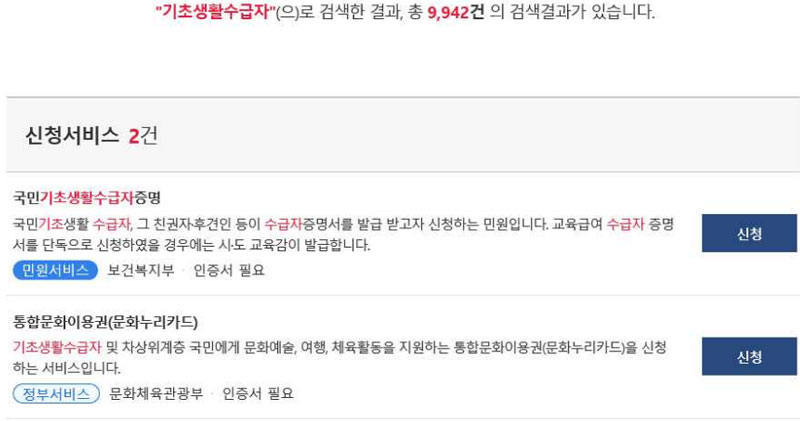 "기초생활수급자"(으)로 검색한 결과, 총 9,942건 의 검색결과가 있습니다.
신청서비스 2건
국민기초생활수급자증명
국민기초생활 수급자, 그 친권자·후견인 등이 수급자증명서를 발급 받고자 신청하는 민원입니다. 교육급여 수급자 증명
서를 단독으로 신청하였을 경우에는 시·도 교육감이 발급합니다.
신청
민원서비스 보건복지부 · 인증서 필요
통합문화이용권(문화누리카드)
기초생활수급자 및 차상위계층 국민에게 문화예술, 여행, 체육활동을 지원하는 통합문화이용권(문화누리카드)을 신청
하는 서비스입니다.
신청
정부서비스 문화체육관광부 · 인증서 필요